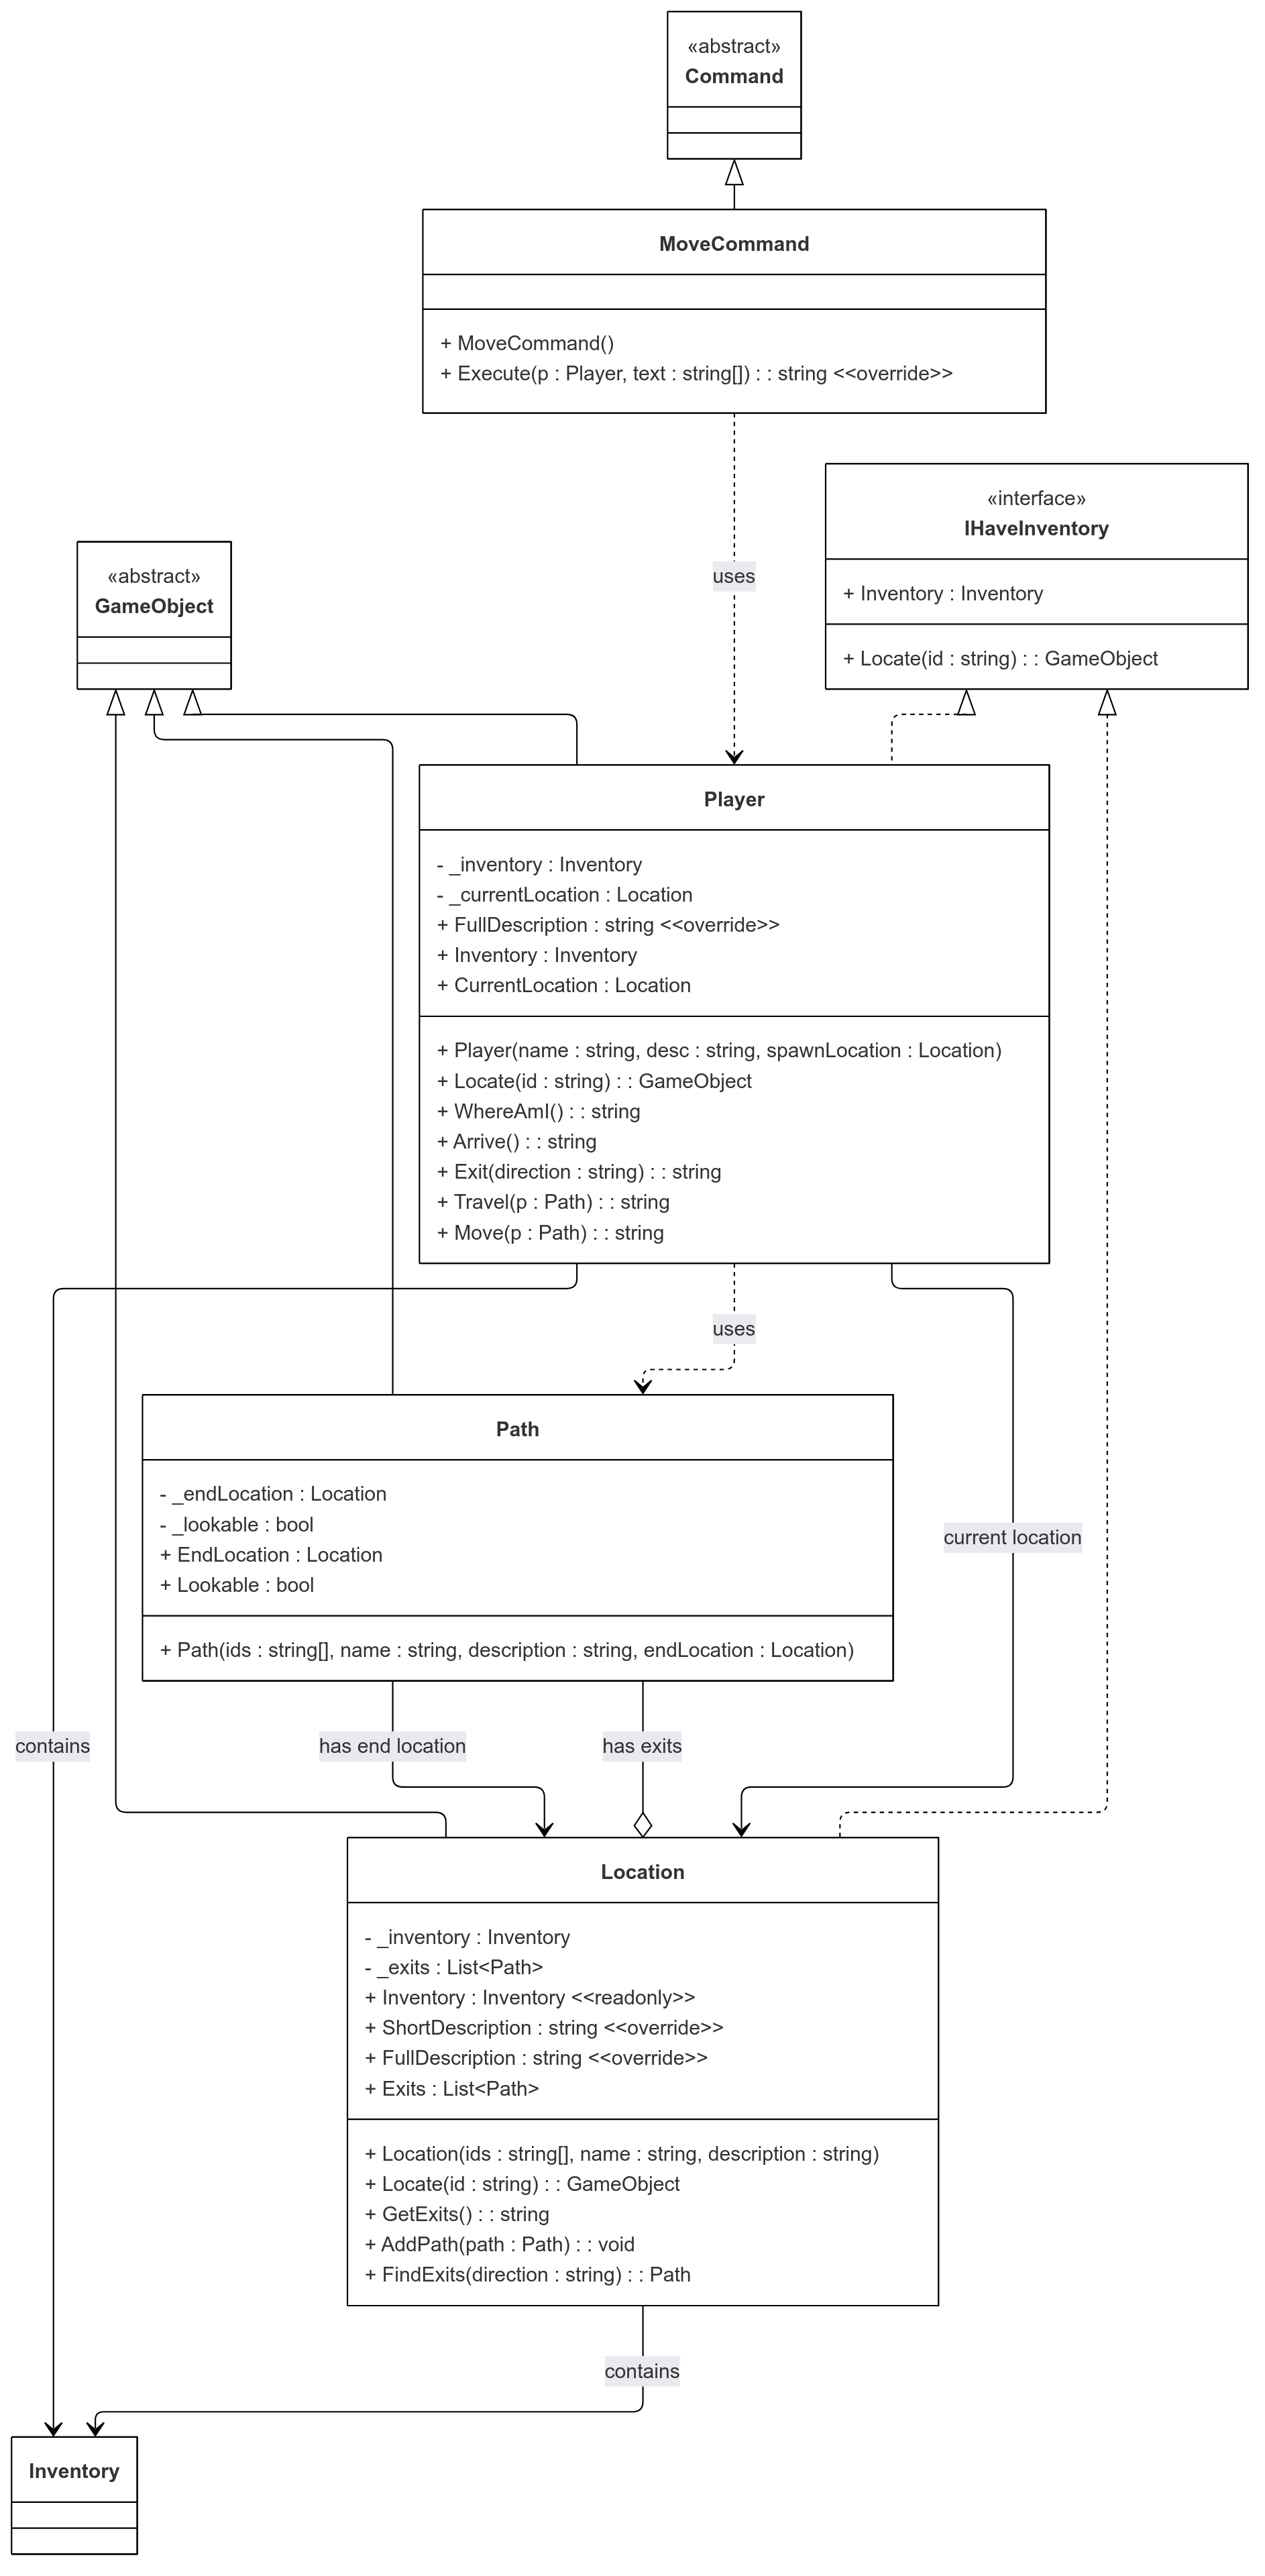 «abstract»
Command
MoveCommand
+ MoveCommand()
+ Execute(p : Player, text : string[]) : : string <<override>>
uses
«interface»
IHaveInventory
+ Inventory : Inventory
+ Locate(id : string) : : GameObject
«abstract»
GameObject
Player
- _inventory : Inventory
- _currentLocation : Location
+ FullDescription : string <<override>>
+ Inventory : Inventory
+ CurrentLocation : Location
+ Player(name : string, desc : string, spawnLocation : Location)
+ Locate(id : string) : : GameObject
+ WhereAmI() : : string
+ Arrive() : : string
+ Exit(direction : string) : : string
+ Travel(p : Path) : : string
+ Move(p : Path) : : string
uses
Path
- _endLocation : Location
- _lookable : bool
+ EndLocation : Location
+ Lookable : bool
+ Path(ids : string[], name : string, description : string, endLocation : Location)
current location
contains
has end location
has exits
Location
- _inventory : Inventory
- _exits : List<Path>
+ Inventory : Inventory <<readonly>>
+ ShortDescription : string <<override>>
+ FullDescription : string <<override>>
+ Exits : List<Path>
+ Location(ids : string[], name : string, description : string)
+ Locate(id : string) : : GameObject
+ GetExits() : : string
+ AddPath(path : Path) : : void
+ FindExits(direction : string) : : Path
contains
Inventory